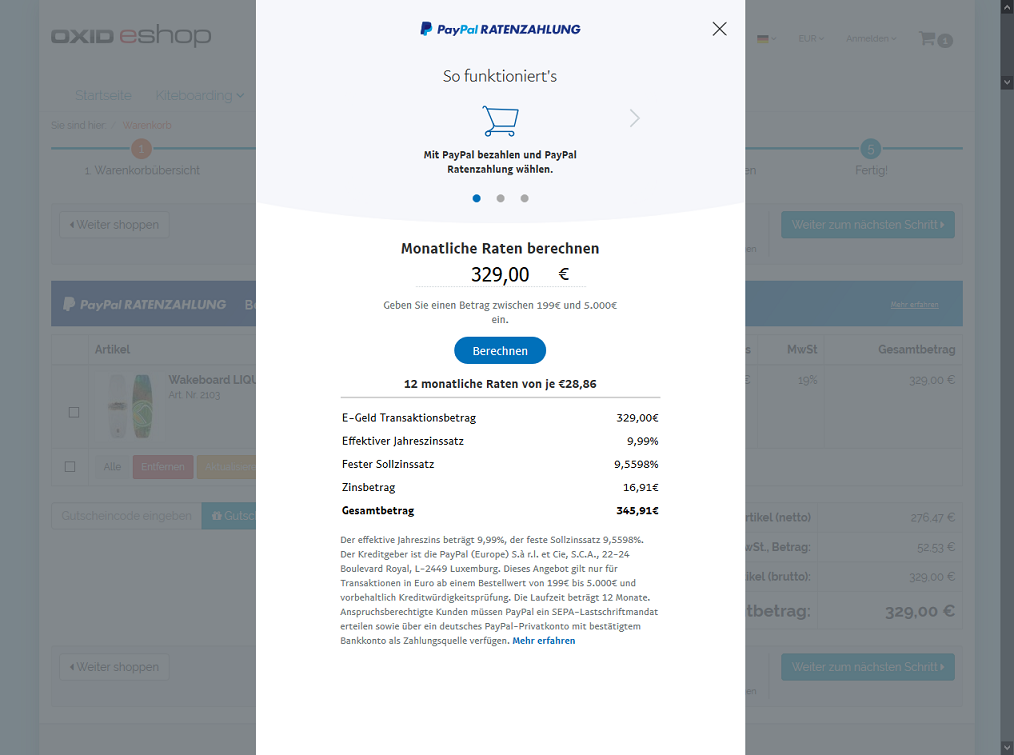 OXID eshop
EUR
Anmelden
1
Startseite
Kiteboarding
Sie sind hier: / Warenkorb
1
5
1. Warenkorbübersicht
Fertig!
Weiter shoppen
Weiter zum nächsten Schritt
PayPal RATENZAHLUNG
Mehr erfahren
Artikel
MwSt
Gesamtbetrag
Wakeboard LIQU
Art. Nr. 2103
19%
329,00 €
Alle
Entfernen
Gutscheincode eingeben
Gutsch
rtikel (netto)
276,47 €
wSt., Betrag:
52,53 €
ikel (brutto):
329,00 €
tbetrag:
329,00 €
Weiter shoppen
Weiter zum nächsten Schritt
PayPal RATENZAHLUNG
So funktioniert's
Mit PayPal bezahlen und PayPal
Ratenzahlung wählen.
Monatliche Raten berechnen
329,00 €
Geben Sie einen Betrag zwischen 199€ und 5.000€
ein.
Berechnen
12 monatliche Raten von je €28,86
E-Geld Transaktionsbetrag 329,00€
Effektiver Jahreszinssatz 9,99%
Fester Sollzinssatz 9,5598%
Zinsbetrag 16,91€
Gesamtbetrag 345,91€
Der effektive Jahreszins beträgt 9,99%, der feste Sollzinssatz 9,5598%.
Der Kreditgeber ist die PayPal (Europe) S.à r.l. et Cie, S.C.A., 22-24
Boulevard Royal, L-2449 Luxemburg. Dieses Angebot gilt nur für
Transaktionen in Euro ab einem Bestellwert von 199€ bis 5.000€ und
vorbehaltlich Kreditwürdigkeitsprüfung. Die Laufzeit beträgt 12 Monate.
Anspruchsberechtigte Kunden müssen PayPal ein SEPA-Lastschriftmandat
erteilen sowie über ein deutsches PayPal-Privatkonto mit bestätigtem
Bankkonto als Zahlungsquelle verfügen. Mehr erfahren